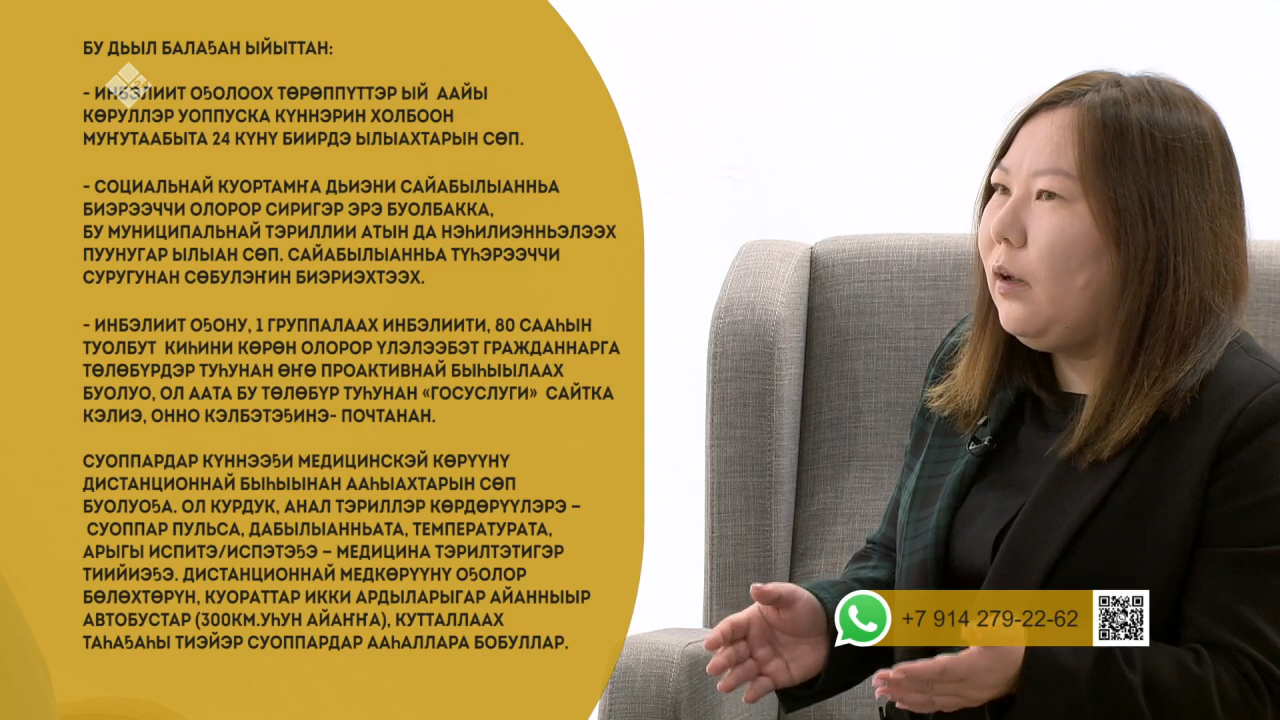 БУ ДЬЫЛ БАЛАҔАН ЫЙЫТТАН:
- ИНБЭЛИИТ ОҔОЛООХ ТӨРӨППҮТТЭР ЫЙ ААЙЫ
КӨРУЛЛЭР УОППУСКА КҮННЭРИН ХОЛБООН
МУҤУТААБЫТА 24 КҮНҮ БИИРДЭ ЫЛЫАХТАРЫН СӨП.
- СОЦИАЛЬНАЙ КУОРТАМҤА ДЬИЭНИ САЙАБЫЛЫАННЬА
БИЭРЭЭЧЧИ ОЛОРОР СИРИГЭР ЭРЭ БУОЛБАККА,
БУ МУНИЦИПАЛЬНАЙ ТЭРИЛЛИИ АТЫН ДА НЭҺИЛИЭННЬЭЛЭЭХ
ПУУНУГАР ЫЛЫАН СӨП. САЙАБЫЛЫАННЬА ТҮҺЭРЭЭЧЧИ
СУРУГУНАН СӨБУЛЭҤИН БИЭРИЭХТЭЭХ.
- ИНБЭЛИИТ ОҔОНУ, 1 ГРУППАЛААХ ИНБЭЛИИТИ, 80 СААҺЫН
ТУОЛБУТ КИҺИНИ КӨРӨН ОЛОРОР ҮЛЭЛЭЭБЭТ ГРАЖДАННАРГА
ТӨЛӨБҮРДЭР ТУҺУНАН ӨҤӨ ПРОАКТИВНАЙ БЫҺЫЫЛААХ
БУОЛУО, ОЛ ААТА БУ ТӨЛӨБҮР ТУҺУНАН «ГОСУСЛУГИ» САЙТКА
КЭЛИЭ, ОННО КЭЛБЭТЭҔИНЭ- ПОЧТАНАН.
СУОППАРДАР КҮННЭЭҔИ МЕДИЦИНСКЭЙ КӨРҮҮНҮ
ДИСТАНЦИОННАЙ БЫҺЫЫНАН ААҺЫАХТАРЫН СӨП
БУОЛУОҔА. ОЛ КУРДУК, АНАЛ ТЭРИЛЛЭР КӨРДӨРҮҮЛЭРЭ –
СУОППАР ПУЛЬСА, ДАБЫЛЫАННЬАТА, ТЕМПЕРАТУРАТА,
АРЫГЫ ИСПИТЭ/ИСПЭТЭҔЭ – МЕДИЦИНА ТЭРИЛТЭТИГЭР
ТИИЙИЭҔЭ. ДИСТАНЦИОННАЙ МЕДКӨРҮҮНҮ ОҔОЛОР
БӨЛӨХТӨРҮН, КУОРАТТАР ИККИ АРДЫЛАРЫГАР АЙАННЫЫР
АВТОБУСТАР (300КМ.УҺУН АЙАҤҤА), КУТТАЛЛААХ
ТАҺАҔАҺЫ ТИЭЙЭР СУОППАРДАР ААҺАЛЛАРА БОБУЛЛАР.
+7 914 279-22-62